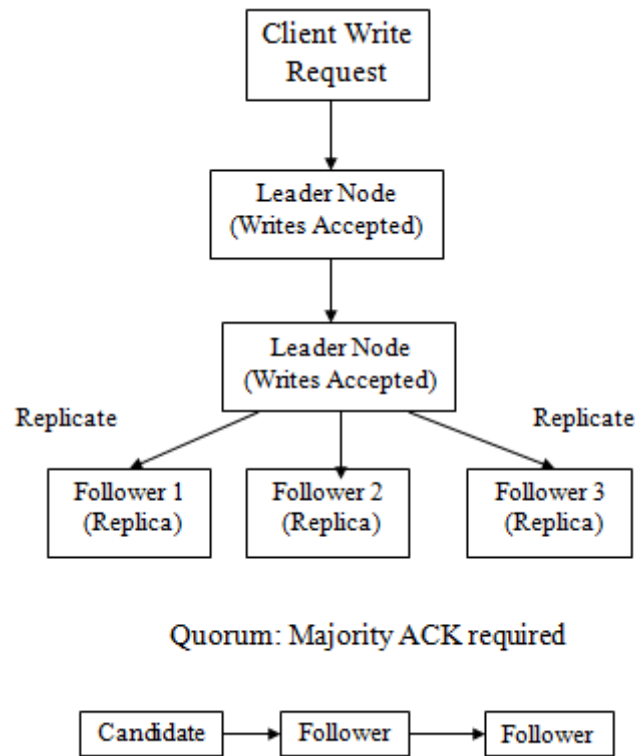 Client Write
Request
Leader Node
(Writes Accepted)
Leader Node
(Writes Accepted)
Replicate
Replicate
Follower 1
(Replica)
Follower 2
(Replica)
Follower 3
(Replica)
Quorum: Majority ACK required
Candidate
Follower
Follower